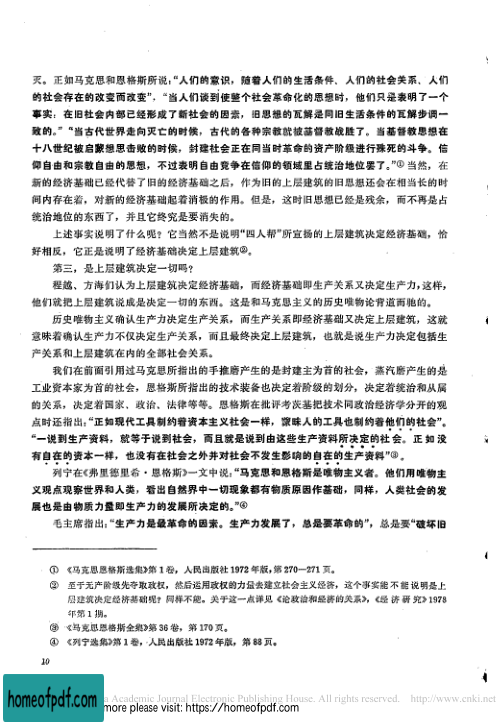 灭。正如马克思和恩格斯所说：“人们的意识，随着人们的生活条件、人们的社会关系、人们
的社会存在的改变而改变”，“当人们谈到使整个社会革命化的思想时，他们只是表明了一个
事实：在旧社会内部已经形成了新社会的因素，旧思想的瓦解是同旧生活条件的瓦解步调一
致的。”“当古代世界走向灭亡的时候，古代的各种宗教就被基督教战胜了。当基督教思想在
十八世纪被启蒙思想击败的时候，封建社会正在同当时革命的资产阶级进行殊死的斗争。信
仰自由和宗教自由的思想，不过表明自由竞争在信仰的领域里占统治地位罢了。”①当然，在
新的经济基础已经代替了旧的经济基础之后，作为旧的上层建筑的旧思想还会在相当长的时
间内存在着，对新的经济基础起着消极的作用。但是，这时旧思想已经是残余，而不再是占
统治地位的东西了，并且它终究是要消失的。
上述事实说明了什么呢？它当然不是说明“四人帮”所宣扬的上层建筑决定经济基础，恰
好相反，它正是说明了经济基础决定上层建筑②。
第三，是上层建筑决定一切吗？
程越、方海们认为上层建筑决定经济基础，而经济基础即生产关系又决定生产力，这样，
他们就把上层建筑说成是决定一切的东西。这是和马克思主义的历史唯物论背道而驰的。
历史唯物主义确认生产力决定生产关系，而生产关系即经济基础又决定上层建筑，这就
意味着确认生产力不仅决定生产关系，而且最终决定上层建筑，也就是说生产力决定包括生
产关系和上层建筑在内的全部社会关系。
我们在前面引用过马克思所指出的手推磨产生的是封建主为首的社会，蒸汽磨产生的是
工业资本家为首的社会，恩格斯所指出的技术装备也决定着阶级的划分，决定着统治和从属
的关系，决定着国家、政治、法律等等。恩格斯在批评考茨基把技术同政治经济学分开的观
点时还指出：“正如现代工具制约着资本主义社会一样，蒙昧人的工具也制约着他们的社会”。
“一说到生产资料，就等于说到社会，而且就是说到由这些生产资料所决定的社会。正如没
有自在的资本一样，也没有在社会之外并对社会不发生影响的自在的生产资料”③。
列宁在《弗里德里希·恩格斯》一文中说：“马克思和恩格斯是唯物主义者。他们用唯物主
义观点观察世界和人类，看出自然界中一切现象都有物质原因作基础，同样，人类社会的发
展也是由物质力量即生产力的发展所决定的。”④
毛主席指出：“生产力是最革命的因素。生产力发展了，总是要革命的”，总是要“破坏旧
① 《马克思恩格斯选集》第1卷，人民出版社1972年版，第270—271页。
② 至于无产阶级先夺取政权，然后运用政权的力量去建立社会主义经济，这个事实能不能说明是上
层建筑决定经济基础呢？同样不能。关于这一点详见《论政治和经济的关系》，《经济研究》1978
年第1期。
③ 《马克思恩格斯全集》第36卷，第170页。
④ 《列宁选集》第1卷，人民出版社1972年版，第88页。
10
a Academic Journal Electronic Publishing House. All rights reserved. http://www.cnki.net
homeofpdf.com
more please visit: https://homeofpdf.com